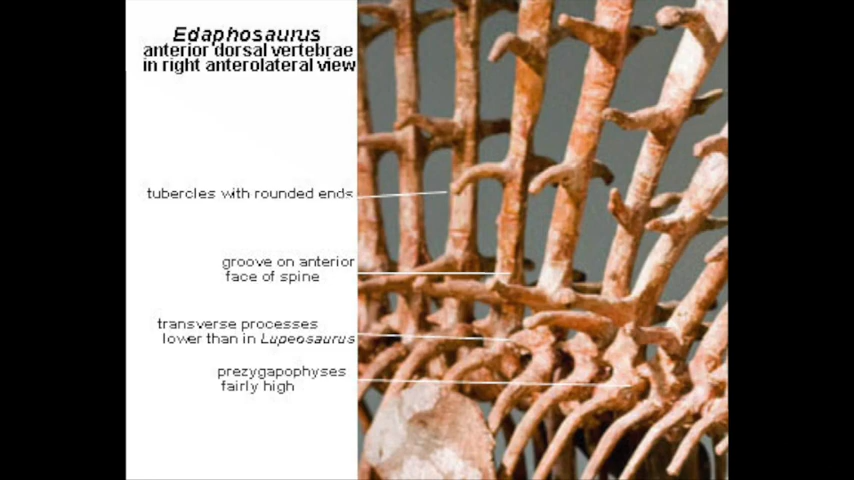 Edaphosaurus
anterior dorsal vertebrae
in right anterolateral view
tubercles with rounded ends
groove on anterior
face of spine
transverse processes
lower than in Lupeosaurus
prezygapophyses
fairly high